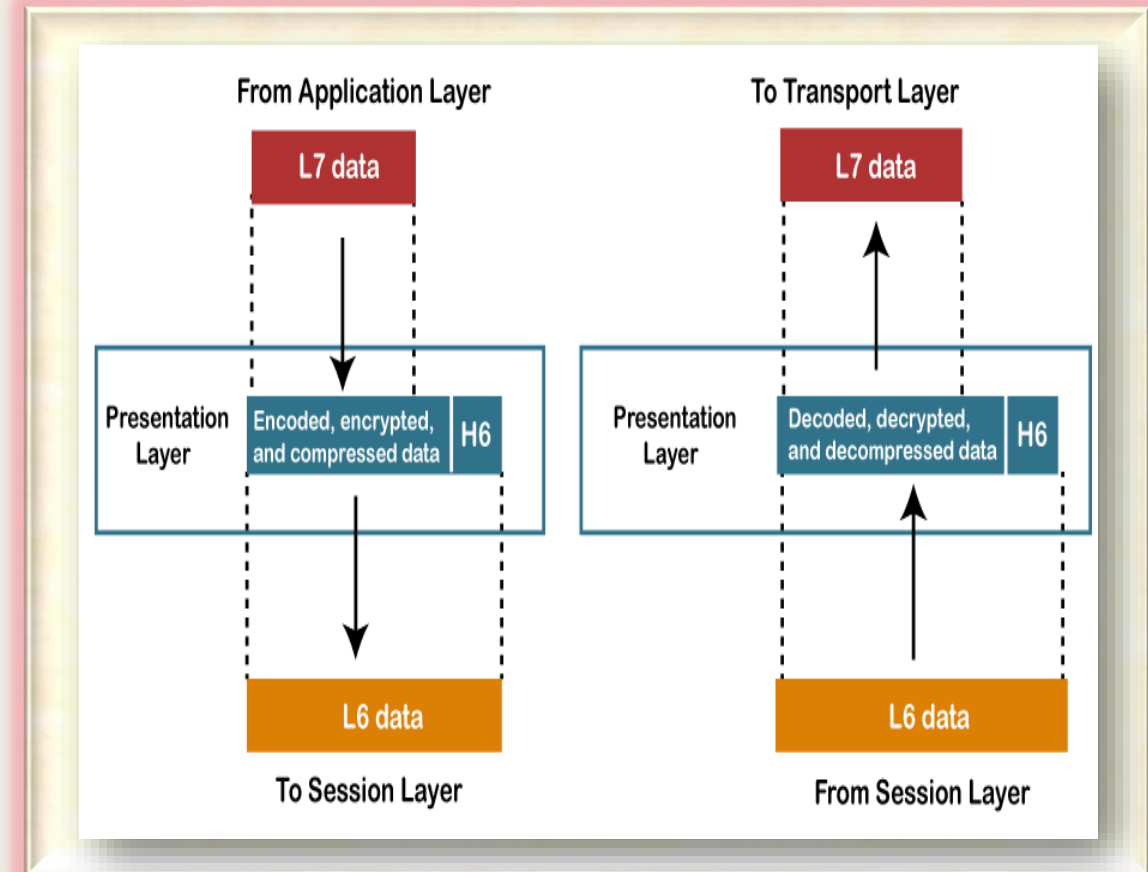 From Application Layer
L7 data
Presentation
Layer
Encoded, encrypted,
and compressed data
H6
L6 data
To Session Layer
To Transport Layer
L7 data
Presentation
Layer
Decoded, decrypted,
and decompressed data
H6
L6 data
From Session Layer